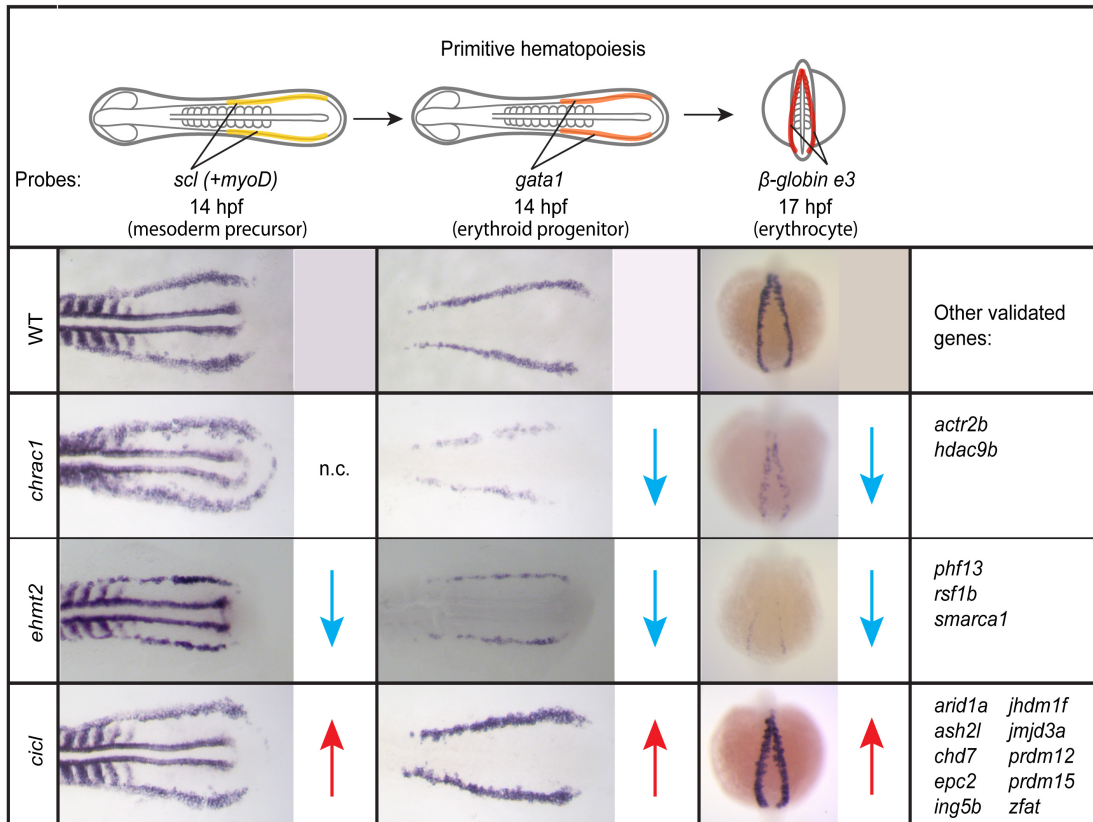 Primitive hematopoiesis
Probes:
scl (+myoD)
14 hpf
(mesoderm precursor)
gata1
14 hpf
(erythroid progenitor)
β-globin e3
17 hpf
(erythrocyte)
WT
Other validated
genes:
chrac1
n.c.
actr2b
hdac9b
ehmt2
phf13
rsf1b
smarca1
cicl
arid1a jhdm1f
ash2l jmjd3a
chd7 prdm12
epc2 prdm15
ing5b zfat